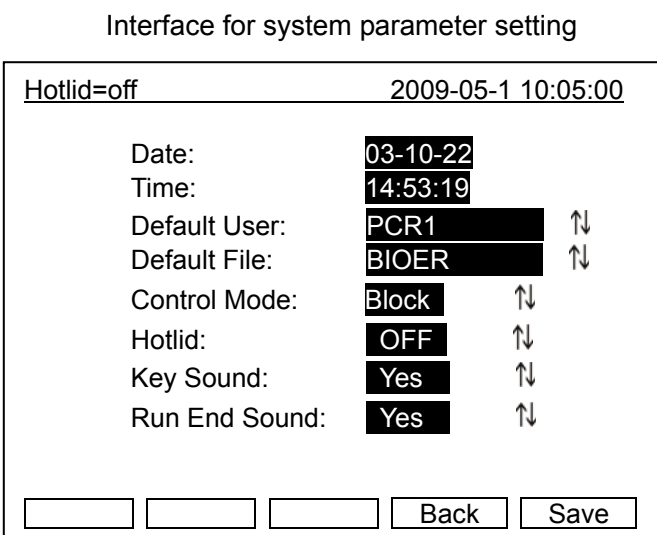 Interface for system parameter setting
Hotlid=off 2009-05-1 10:05:00
Date: 03-10-22
Time: 14:53:19
Default User: PCR1 ↑↓
Default File: BIOER ↑↓
Control Mode: Block ↑↓
Hotlid: OFF ↑↓
Key Sound: Yes ↑↓
Run End Sound: Yes ↑↓
Back Save